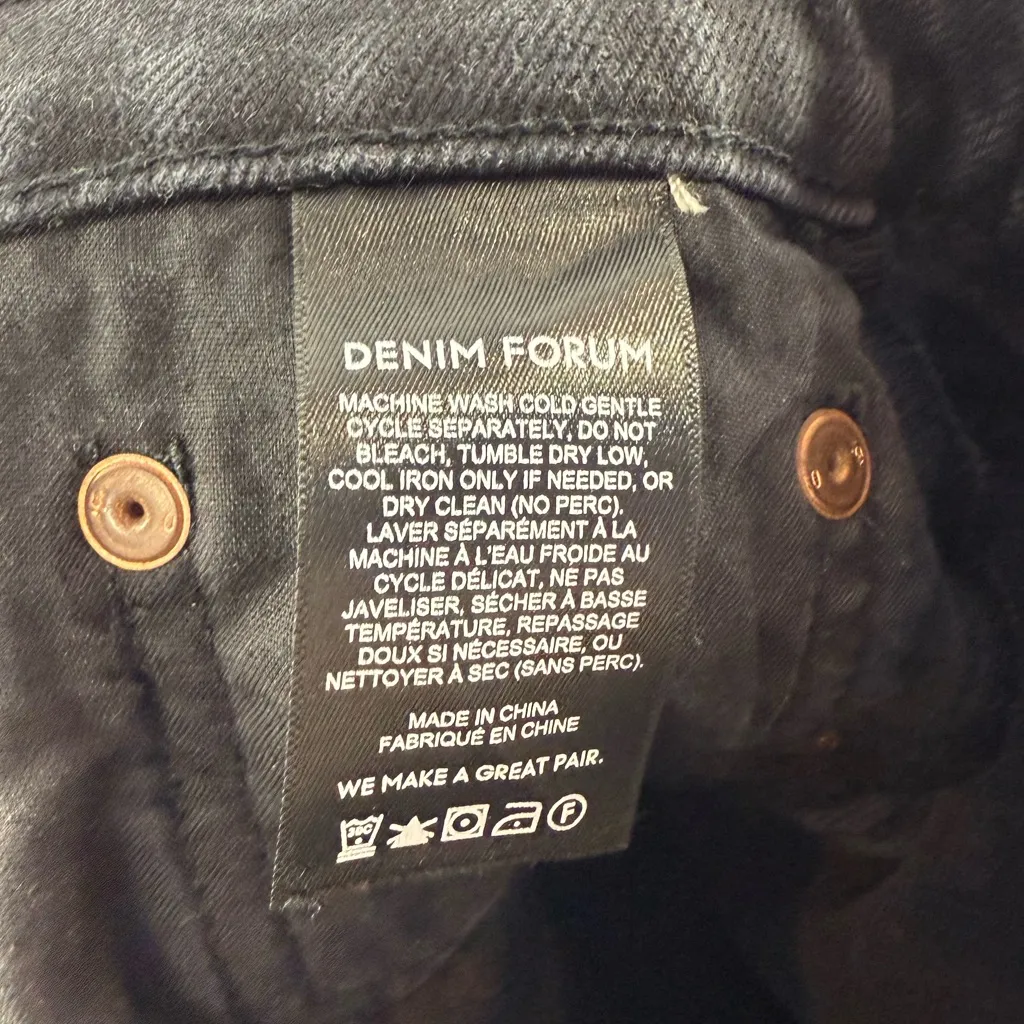 DENIM FORUM
MACHINE WASH COLD GENTLE
CYCLE SEPARATELY, DO NOT
BLEACH, TUMBLE DRY LOW,
COOL IRON ONLY IF NEEDED, OR
DRY CLEAN (NO PERC).
LAVER SÉPARÉMENT À LA
MACHINE À L'EAU FROIDE AU
CYCLE DÉLICAT, NE PAS
JAVELISER, SÉCHER À BASSE
TEMPÉRATURE, REPASSAGE
DOUX SI NÉCESSAIRE, OU
NETTOYER À SEC (SANS PERC).
MADE IN CHINA
FABRIQUÉ EN CHINE
WE MAKE A GREAT PAIR.
30C F